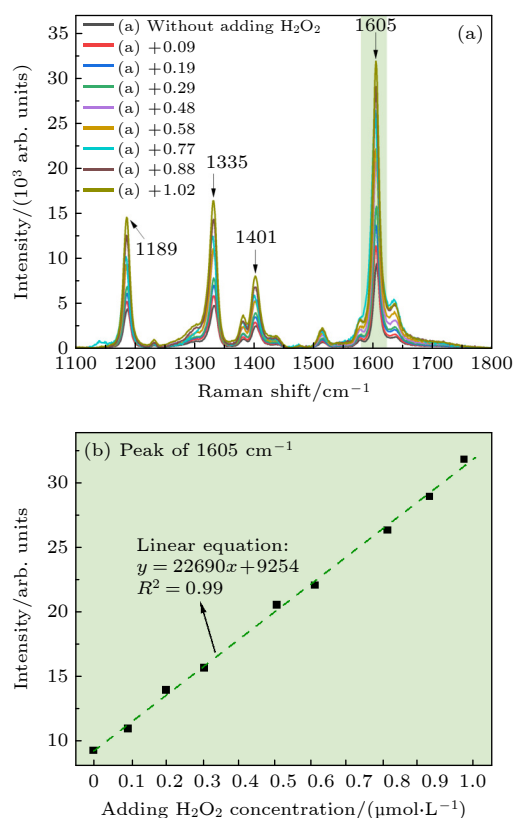 (a)
(a) Without adding H₂O₂
(a) +0.09
(a) +0.19
(a) +0.29
(a) +0.48
(a) +0.58
(a) +0.77
(a) +0.88
(a) +1.02
1605
1335
1401
1189
Intensity/(10³ arb. units)
35
30
25
20
15
10
5
0
1100 1200 1300 1400 1500 1600 1700 1800
Raman shift/cm⁻¹
(b) Peak of 1605 cm⁻¹
Linear equation:
y = 22690x+9254
R² = 0.99
Intensity/arb. units
30
25
20
15
10
0 0.1 0.2 0.3 0.4 0.5 0.6 0.7 0.8 0.9 1.0
Adding H₂O₂ concentration/(μmol·L⁻¹)